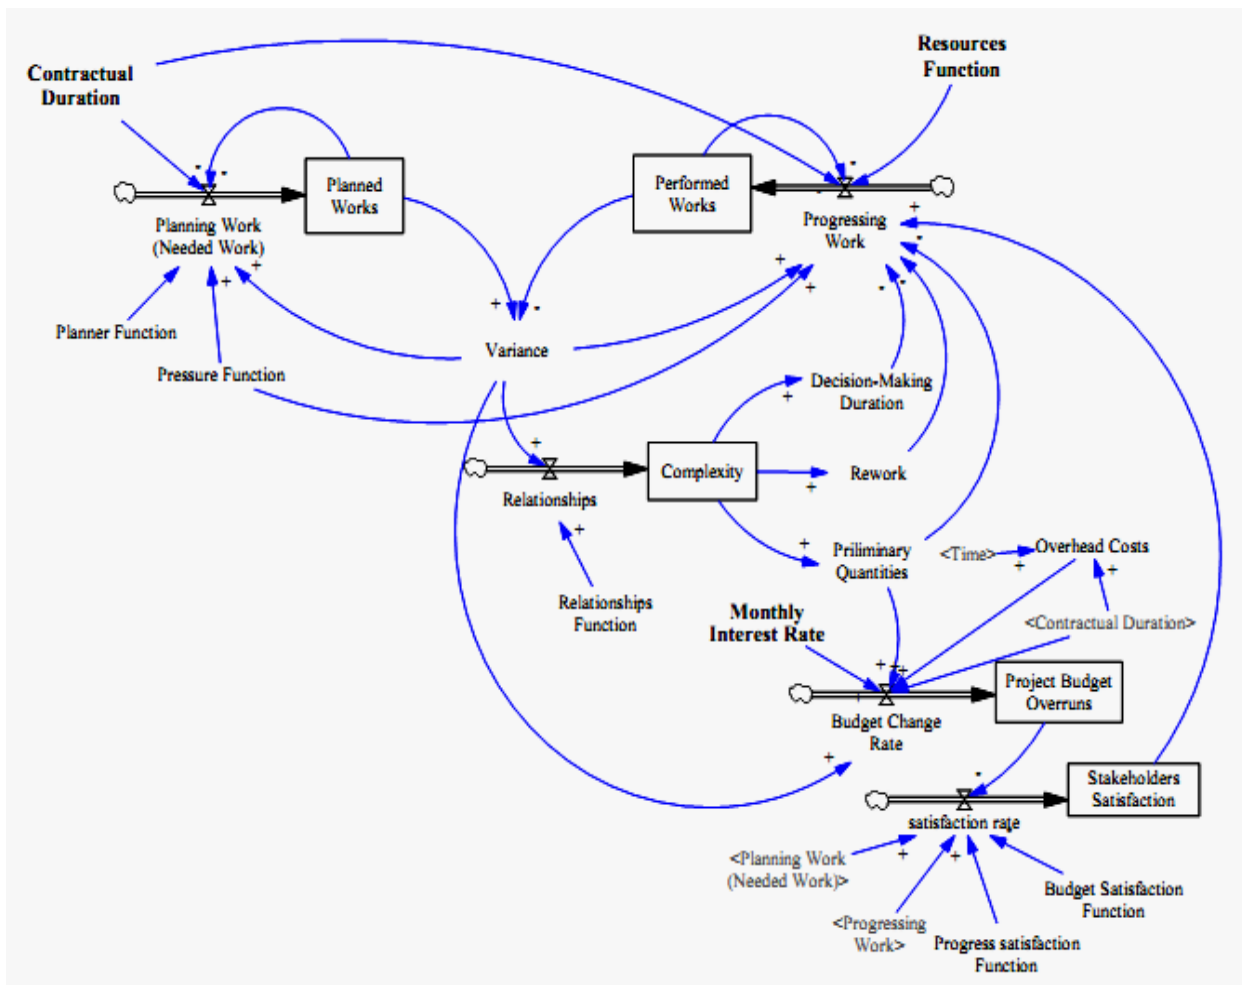 Contractual
Duration
Resources
Function
Planned
Works
Performed
Works
Planning Work
(Needed Work)
Progressing
Work
Planner Function
Pressure Function
Variance
Decision-Making
Duration
Complexity
Rework
Relationships
Priliminary
Quantities
<Time>
Overhead Costs
Relationships
Function
Monthly
Interest Rate
<Contractual Duration>
Project Budget
Overruns
Budget Change
Rate
Stakeholders
Satisfaction
satisfaction rate
<Planning Work
(Needed Work)>
Budget Satisfaction
Function
<Progressing
Work>
Progress satisfaction
Function